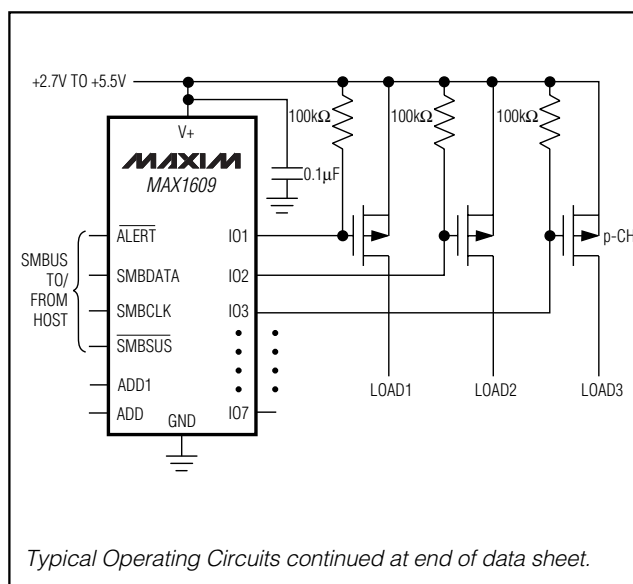 +2.7V TO +5.5V
100kΩ 100kΩ 100kΩ
V+
MAXIM
MAX1609
0.1µF
ALERT IO1
SMBDATA IO2
SMBCLK IO3
SMBSUS
ADD1
ADD IO7
GND
SMBUS
TO/
FROM
HOST
p-CH
LOAD1 LOAD2 LOAD3
Typical Operating Circuits continued at end of data sheet.